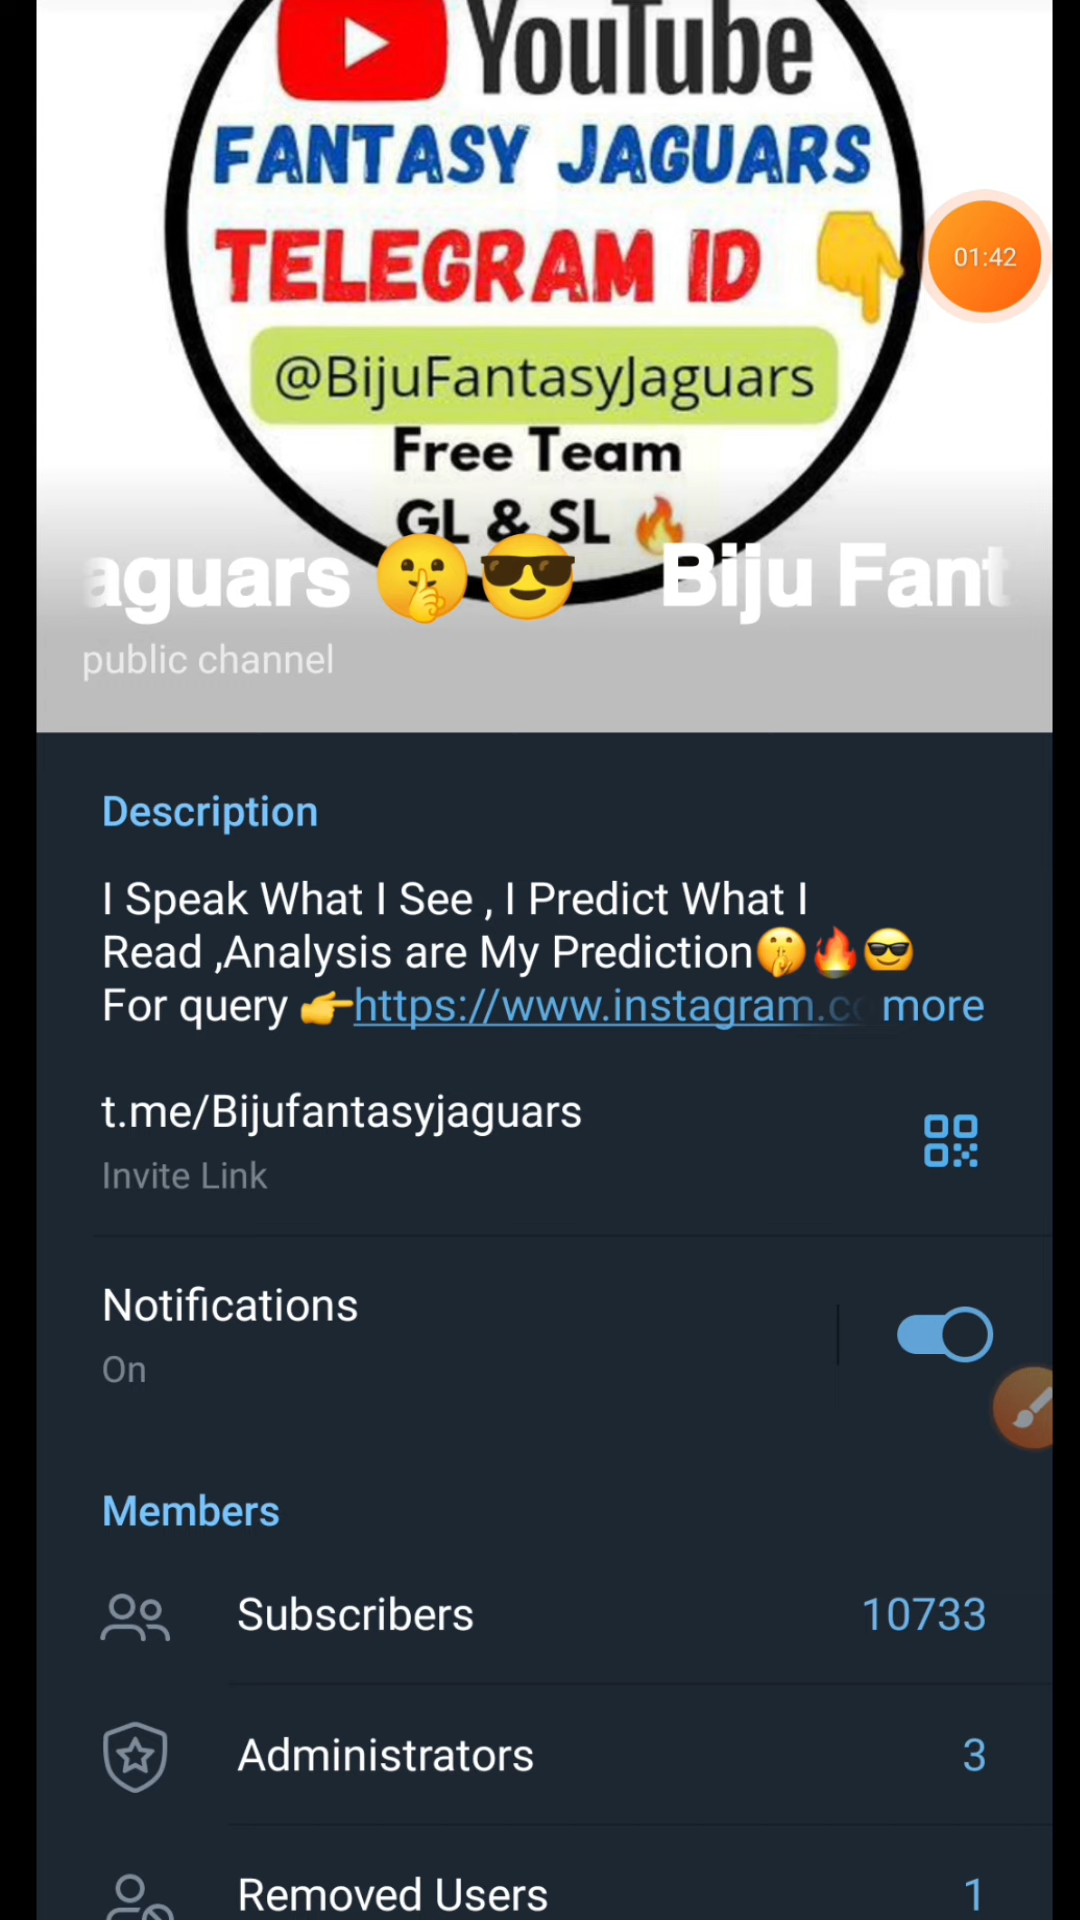 YouTube
FANTASY JAGUARS
TELEGRAM ID 👇
01:42
@BijuFantasyJaguars
Free Team
GL & SL 🔥
aguars 🤫😎 Biju Fant
public channel
Description
I Speak What I See , I Predict What I
Read ,Analysis are My Prediction🤫🔥😎
For query 👉https://www.instagram.co more
t.me/Bijufantasyjaguars
Invite Link
Notifications
On
Members
Subscribers 10733
Administrators 3
Removed Users 1